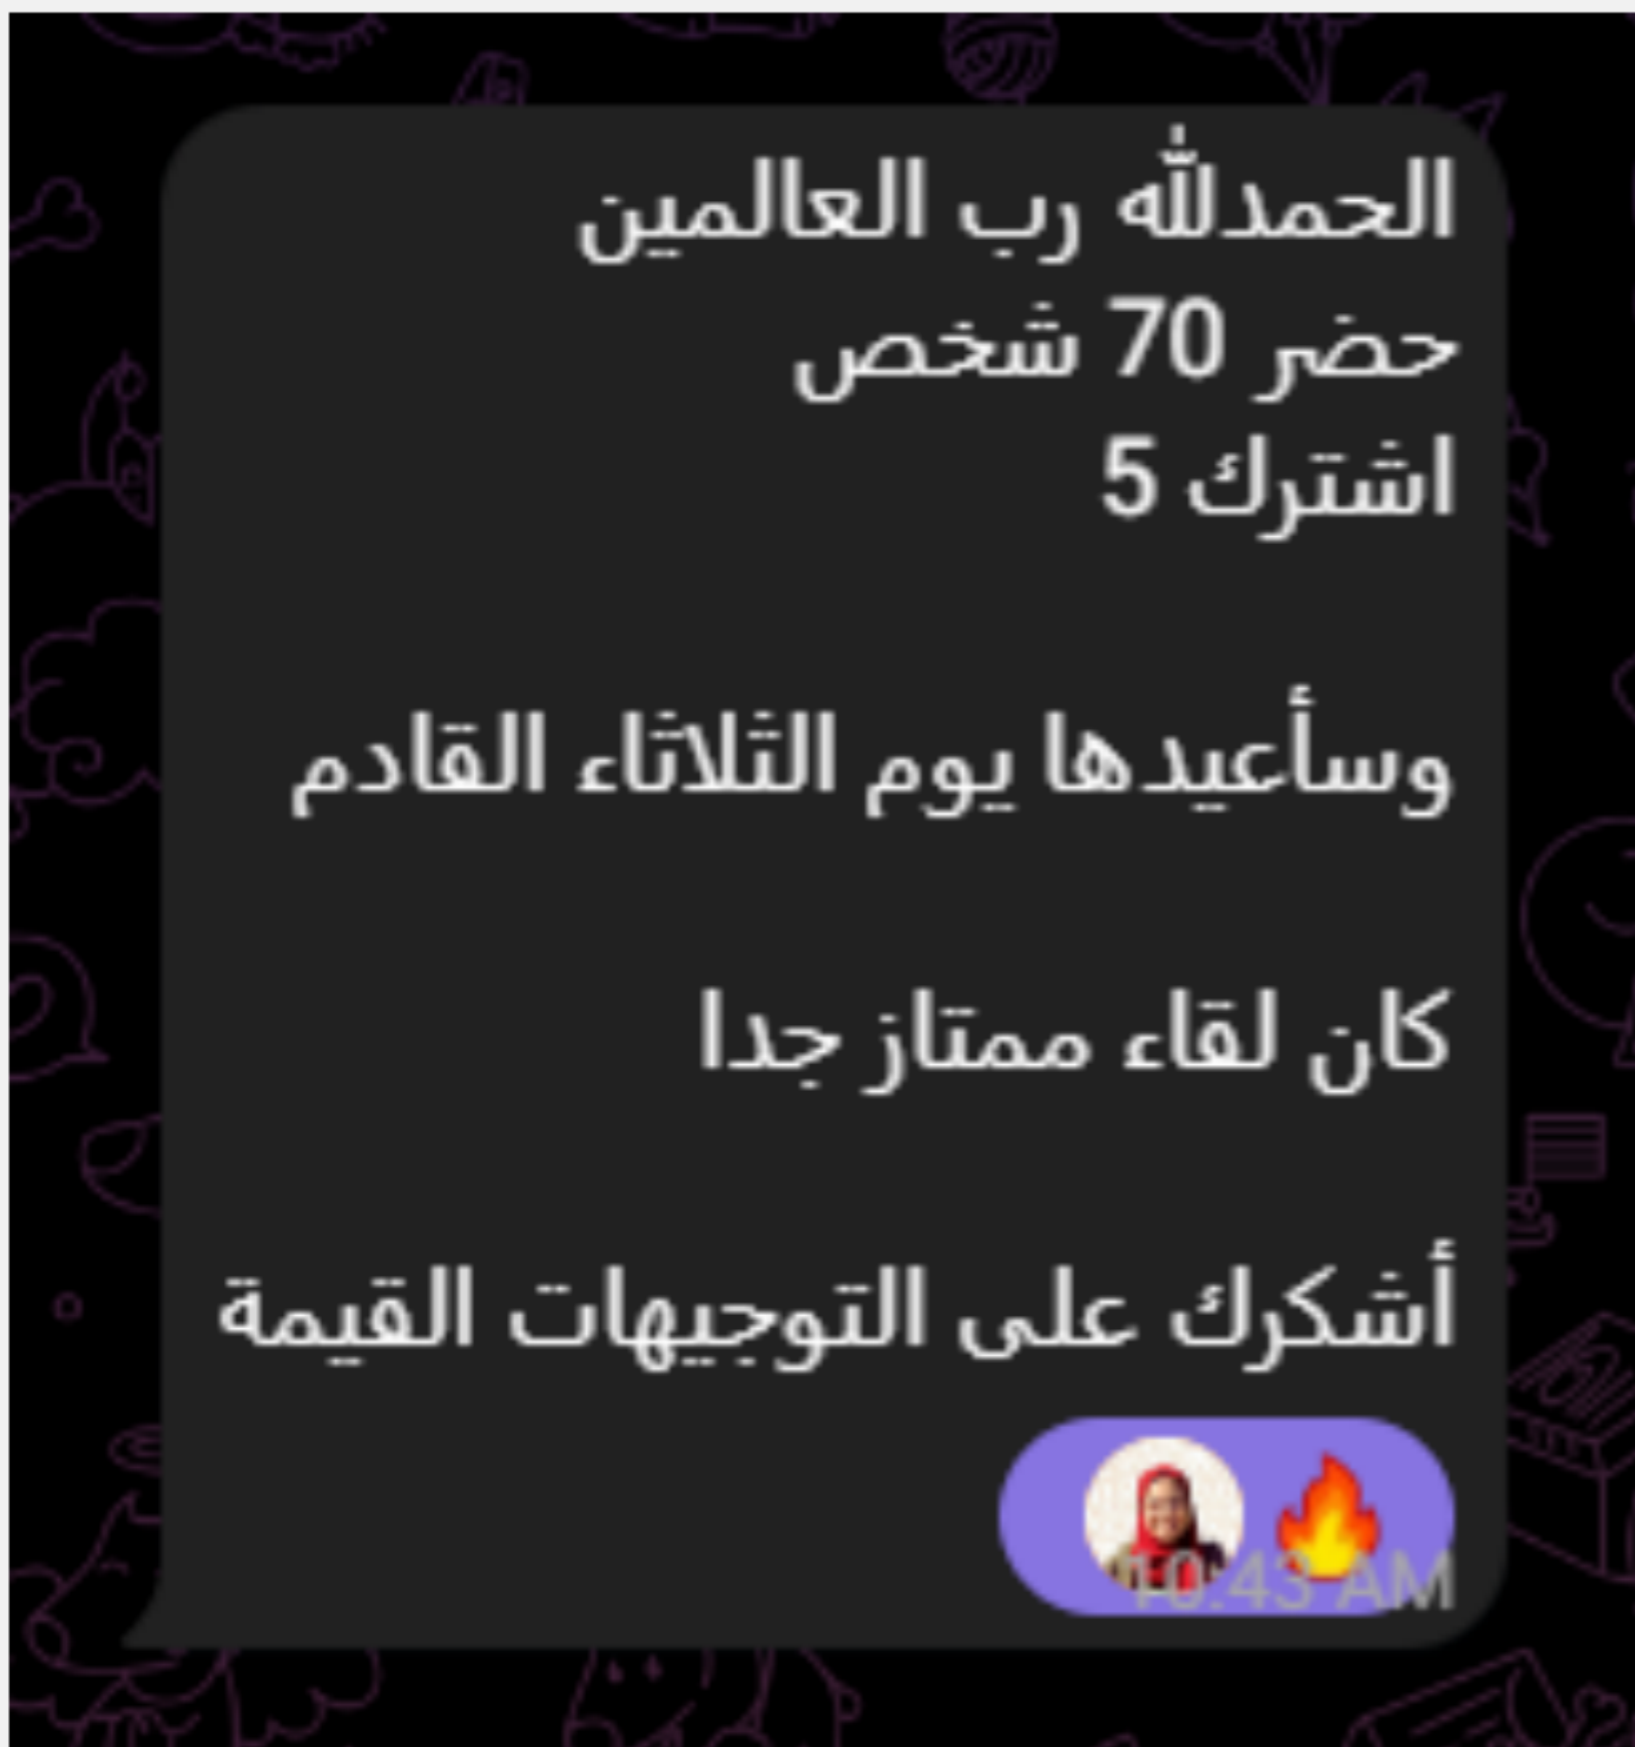 الحمدلله رب العالمين
حضر 70 شخص
اشترك 5
وسأعيدها يوم الثلاثاء القادم
كان لقاء ممتاز جدا
أشكرك على التوجيهات القيمة
🔥
10:43 AM